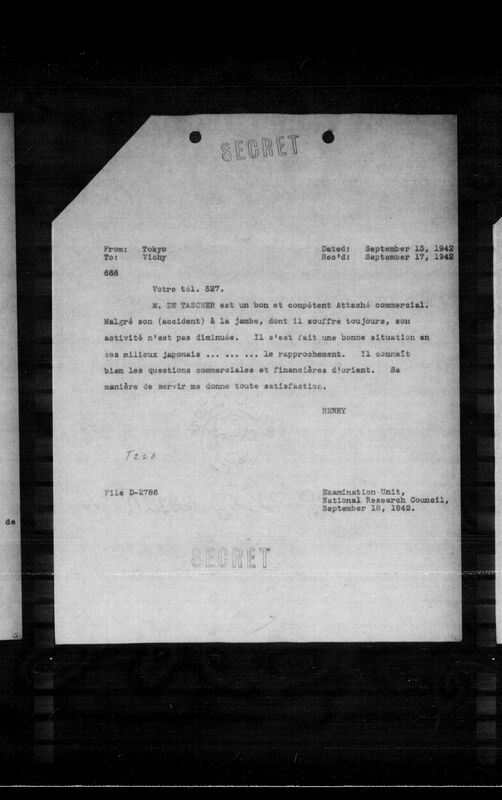 SECRET
From: Tokyo Dated: September 13, 1942
To: Vichy Rec'd: September 17, 1942
666
Votre tél. 527.
M. DE TASCHER est un bon et compétent Attaché commercial.
Malgré son (accident) à la jambe, dont il souffre toujours, son
activité n'est pas diminuée. Il s'est fait une bonne situation en
ses milieux japonais ... ... ... le rapprochement. Il connaît
bien les questions commerciales et financières d'orient. Sa
manière de servir me donne toute satisfaction.
HENRY
T220
File D-2786 Examination Unit,
National Research Council,
September 18, 1942.
de
SECRET